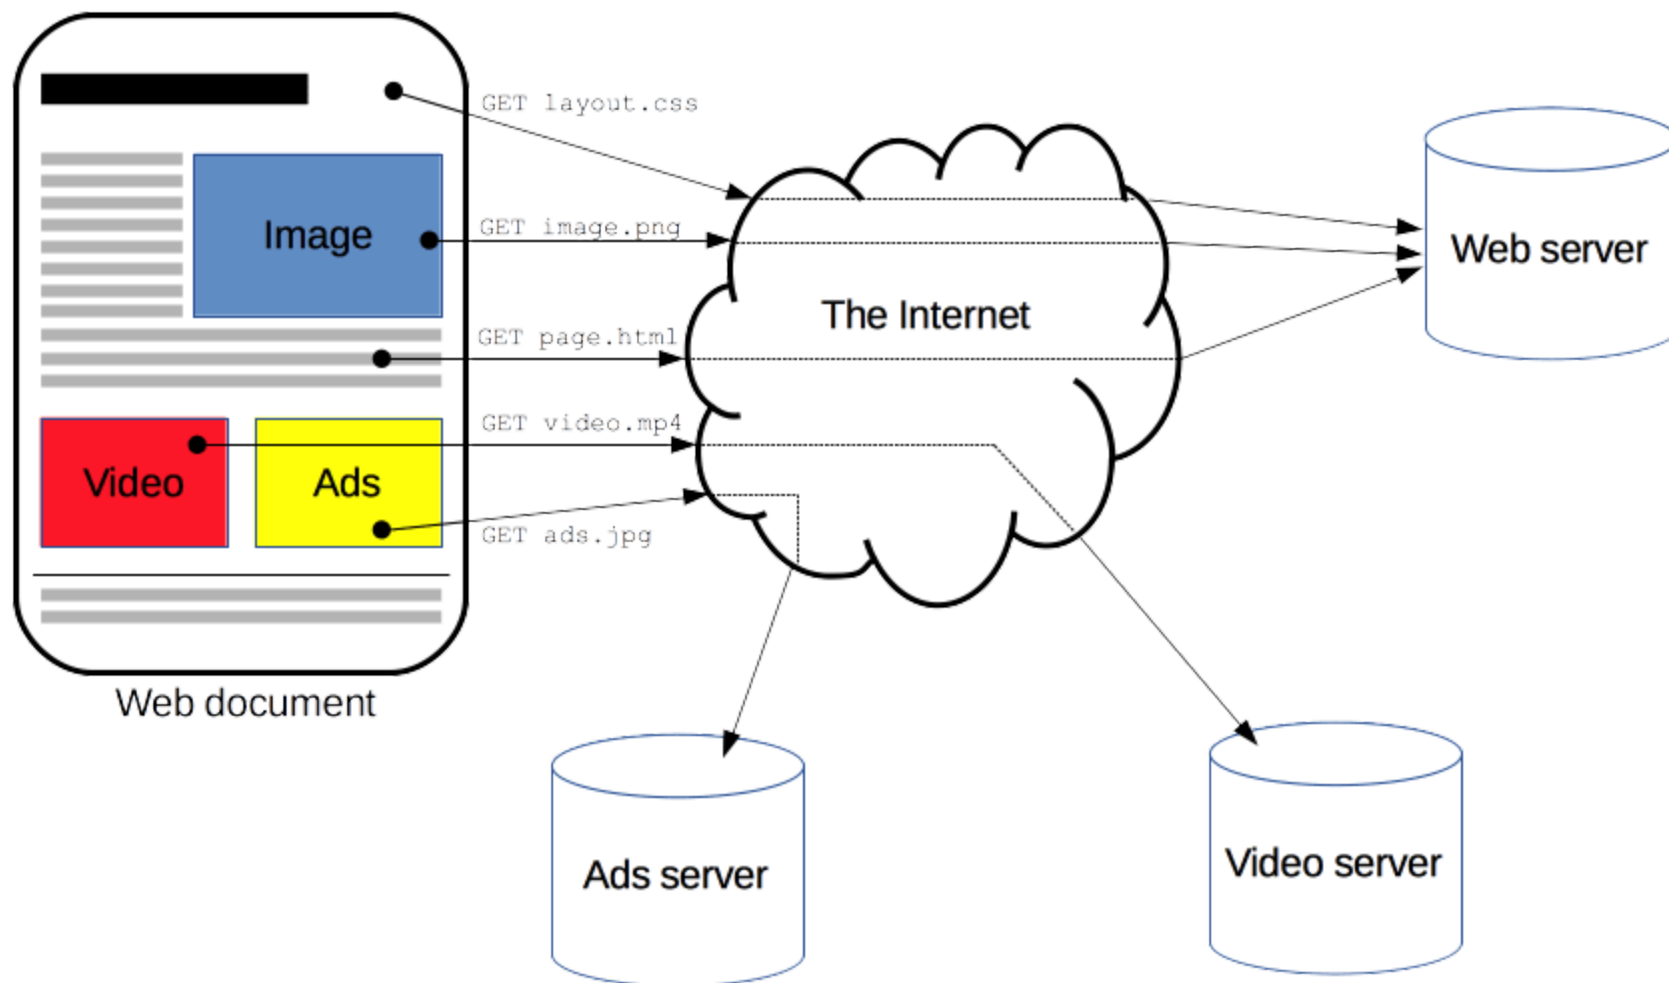 GET layout.css
Image
GET image.png
Web server
The Internet
GET page.html
GET video.mp4
Video
Ads
GET ads.jpg
Web document
Ads server
Video server